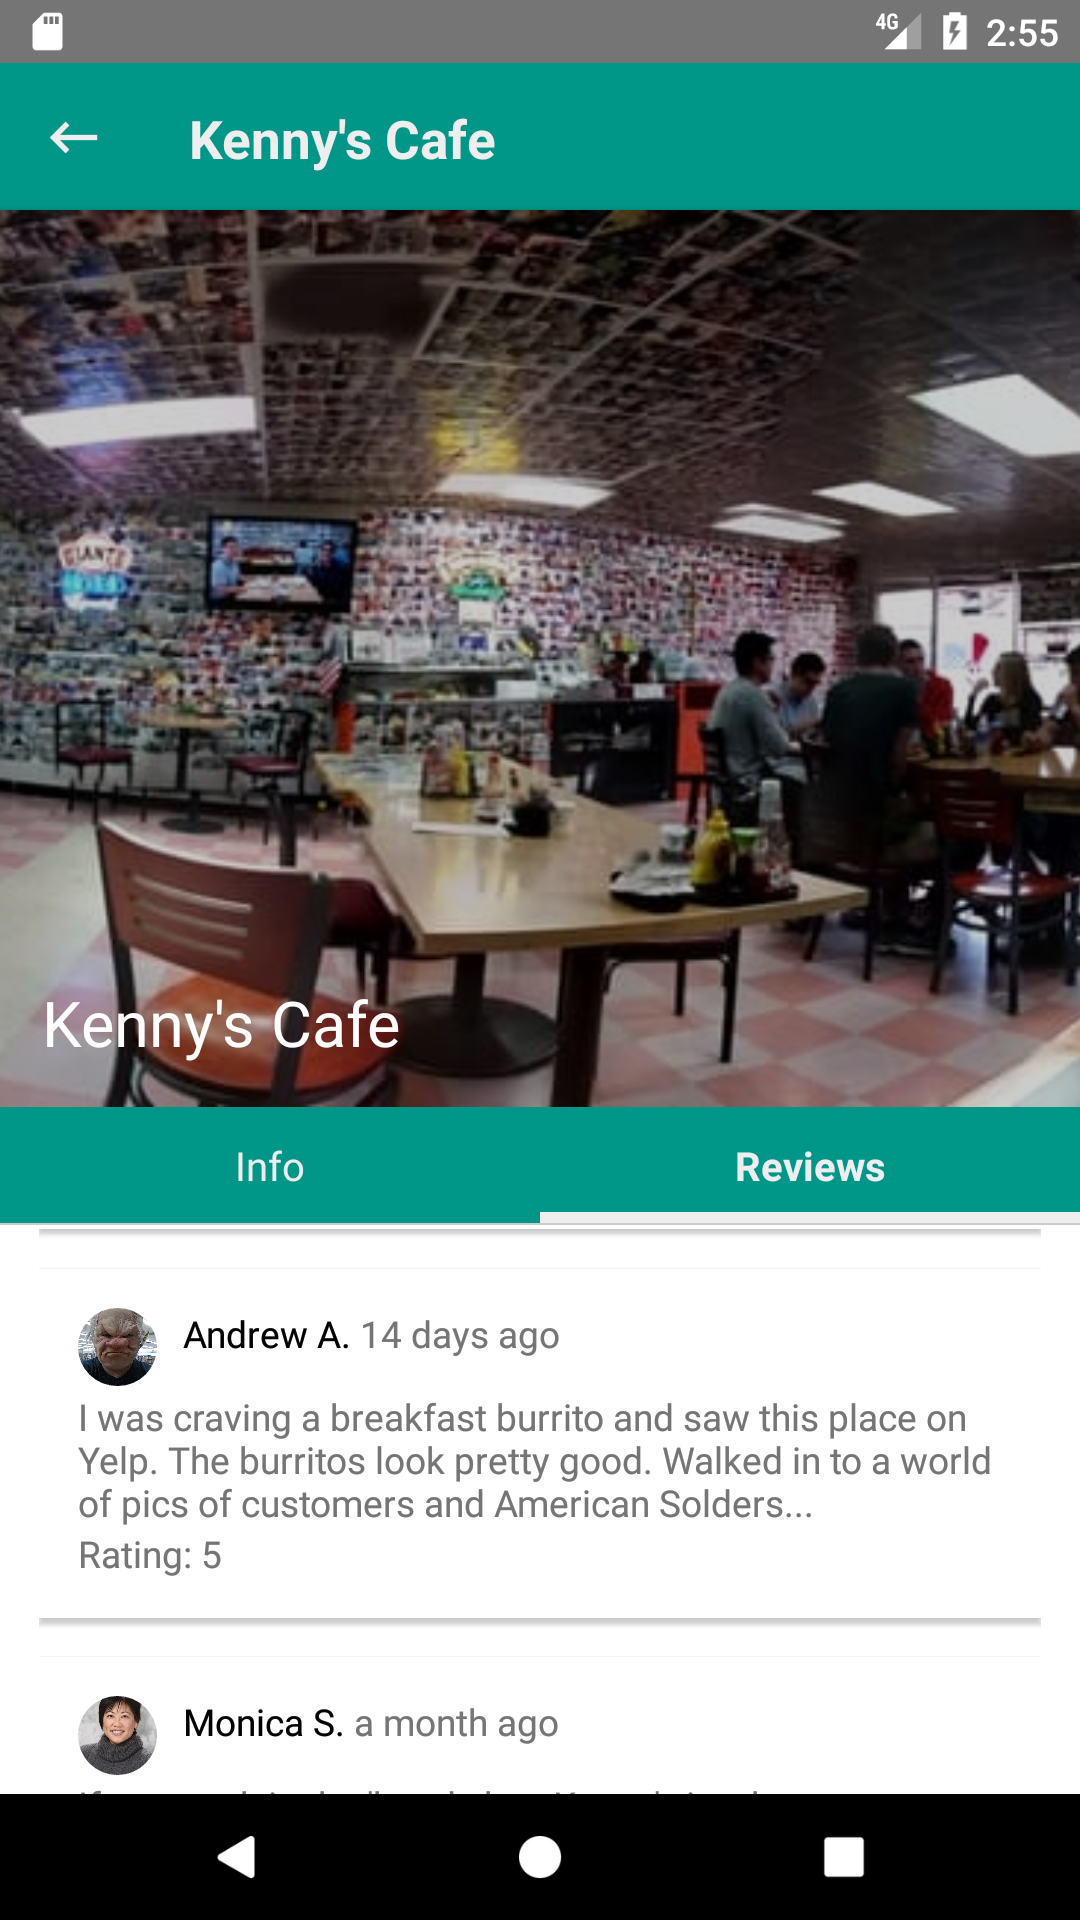 4G 2:55
Kenny's Cafe
GIANTS
Kenny's Cafe
Info
Reviews
Andrew A. 14 days ago
I was craving a breakfast burrito and saw this place on
Yelp. The burritos look pretty good. Walked in to a world
of pics of customers and American Solders...
Rating: 5
Monica S. a month ago